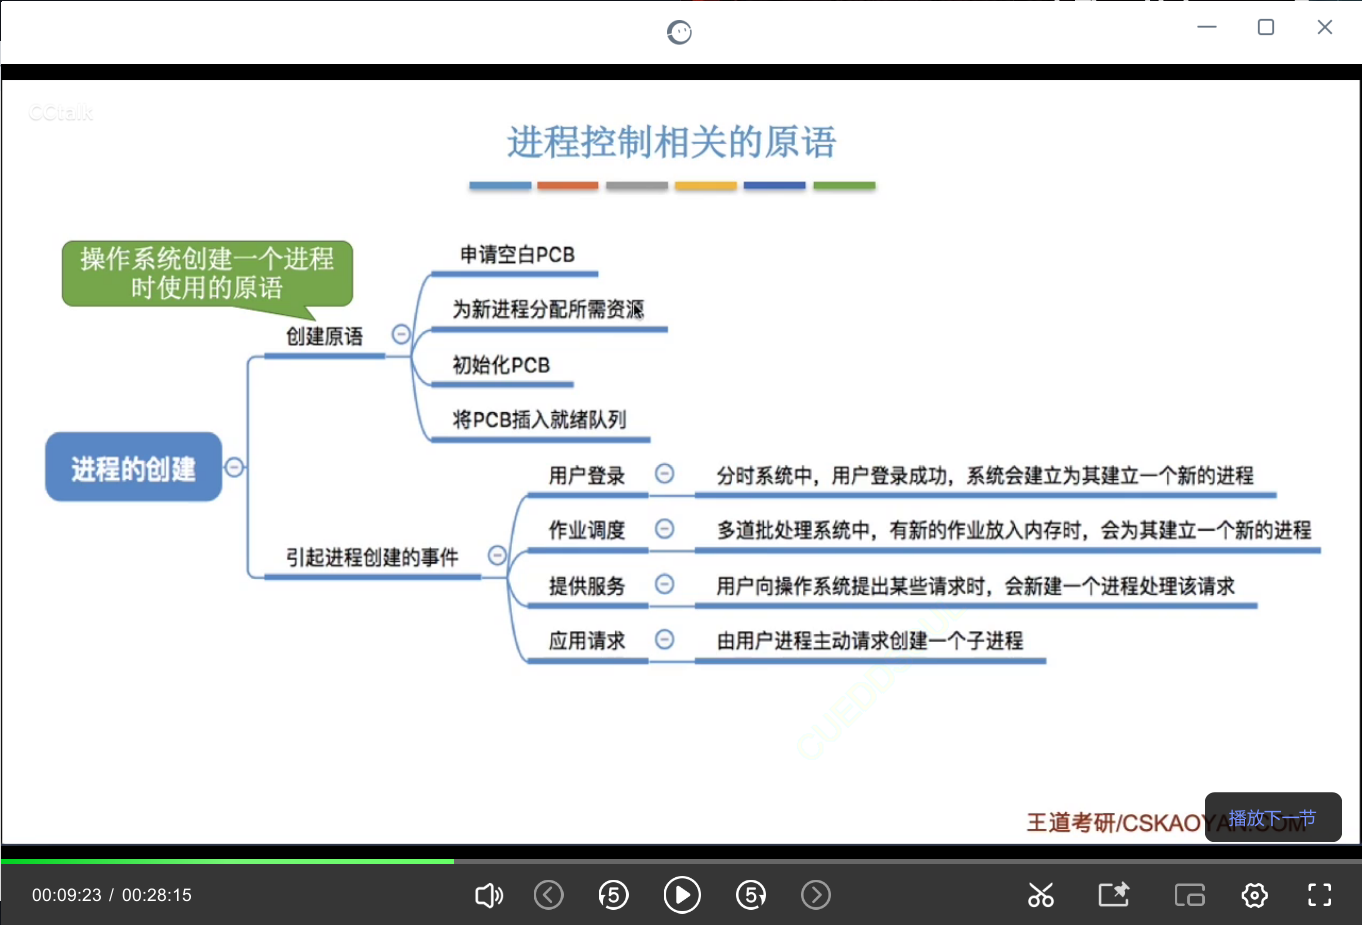 CCtalk
进程控制相关的原语
操作系统创建一个进程
时使用的原语
创建原语
申请空白PCB
为新进程分配所需资源
初始化PCB
将PCB插入就绪队列
进程的创建
引起进程创建的事件
用户登录
分时系统中，用户登录成功，系统会建立为其建立一个新的进程
作业调度
多道批处理系统中，有新的作业放入内存时，会为其建立一个新的进程
提供服务
用户向操作系统提出某些请求时，会新建一个进程处理该请求
应用请求
由用户进程主动请求创建一个子进程
王道考研/CSKAOYAN.COM
播放下一节
00:09:23 / 00:28:15
5
5